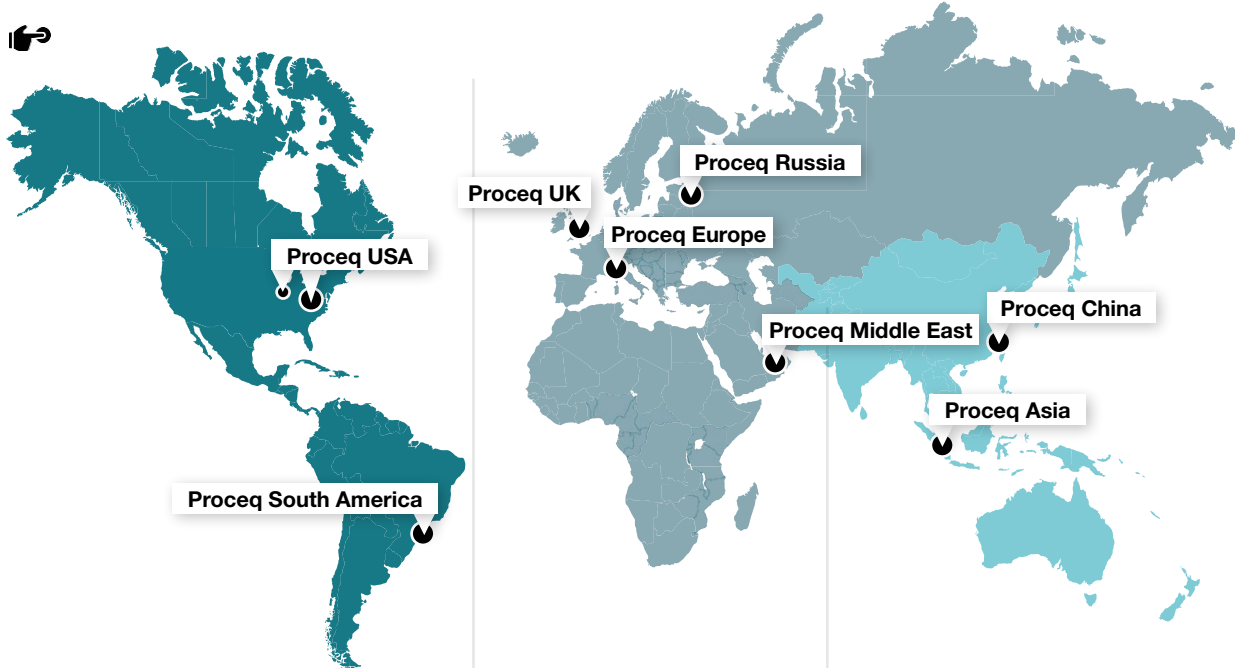 Proceq Russia
Proceq UK
Proceq Europe
Proceq USA
Proceq China
Proceq Middle East
Proceq Asia
Proceq South America